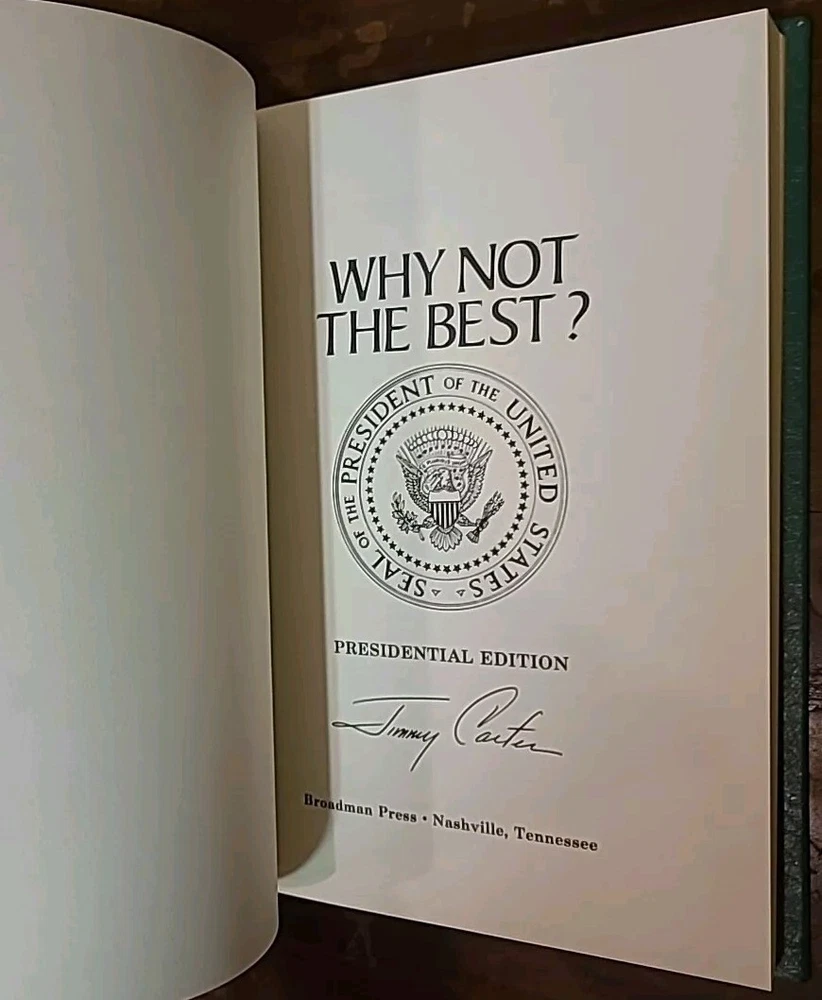 WHY NOT
THE BEST?
SEAL OF THE PRESIDENT OF THE UNITED STATES
PRESIDENTIAL EDITION
Jimmy Carter
Broadman Press • Nashville, Tennessee